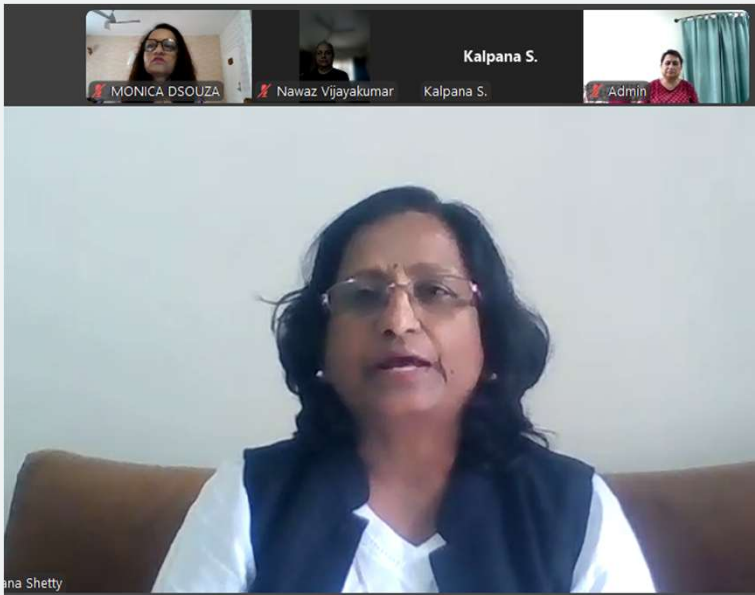 Kalpana S.
MONICA DSOUZA
Nawaz Vijayakumar
Kalpana S.
Admin
ana Shetty